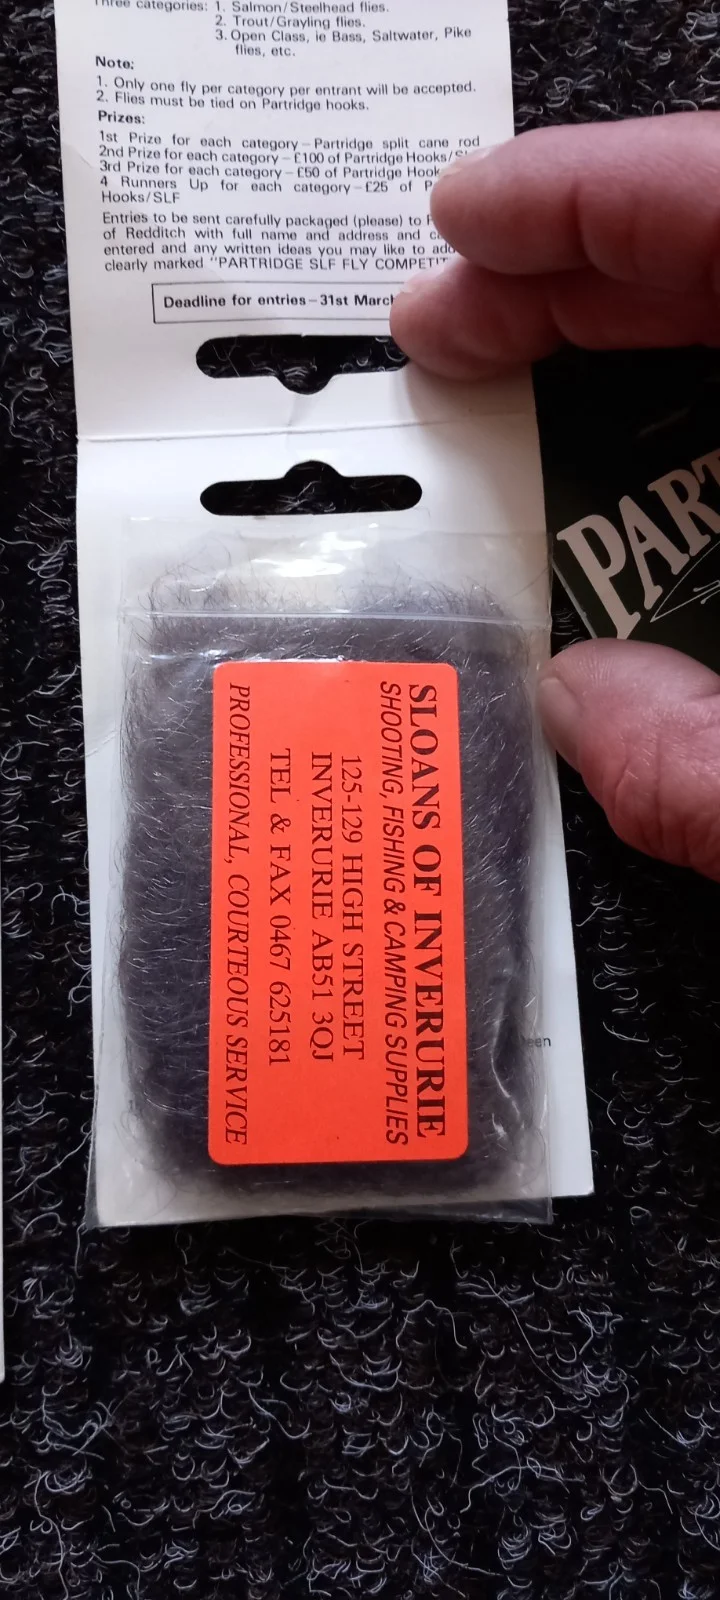 Three categories: 1. Salmon/Steelhead flies.
2. Trout/Grayling flies.
3. Open Class, ie Bass, Saltwater, Pike
flies, etc.
Note:
1. Only one fly per category per entrant will be accepted.
2. Flies must be tied on Partridge hooks.
Prizes:
1st Prize for each category – Partridge split cane rod
2nd Prize for each category – £100 of Partridge Hooks/
3rd Prize for each category – £50 of Partridge
4 Runners Up for each category – £25 of
Hooks/SLF
Entries to be sent carefully packaged (please) to
of Redditch with full name and address and
entered and any written ideas you may like to
clearly marked "PARTRIDGE SLF FLY
Deadline for entries – 31st
SLOANS OF INVERURIE
SHOOTING, FISHING & CAMPING SUPPLIES
125-129 HIGH STREET
INVERURIE AB51 3QJ
TEL & FAX 0467 625181
PROFESSIONAL, COURTEOUS SERVICE